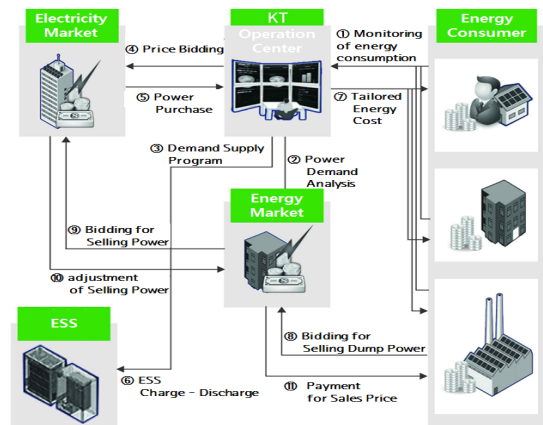 Electricity
Market
KT
Operation
Center
① Monitoring
of energy
consumption
Energy
Consumer
④ Price Bidding
⑤ Power
Purchase
⑦ Tailored
Energy
Cost
③ Demand Supply
Program
② Power
Demand
Analysis
Energy
Market
⑨ Bidding for
Selling Power
⑩ adjustment
of Selling Power
ESS
⑧ Bidding for
Selling Dump Power
⑥ ESS
Charge - Discharge
⑪ Payment
for Sales Price